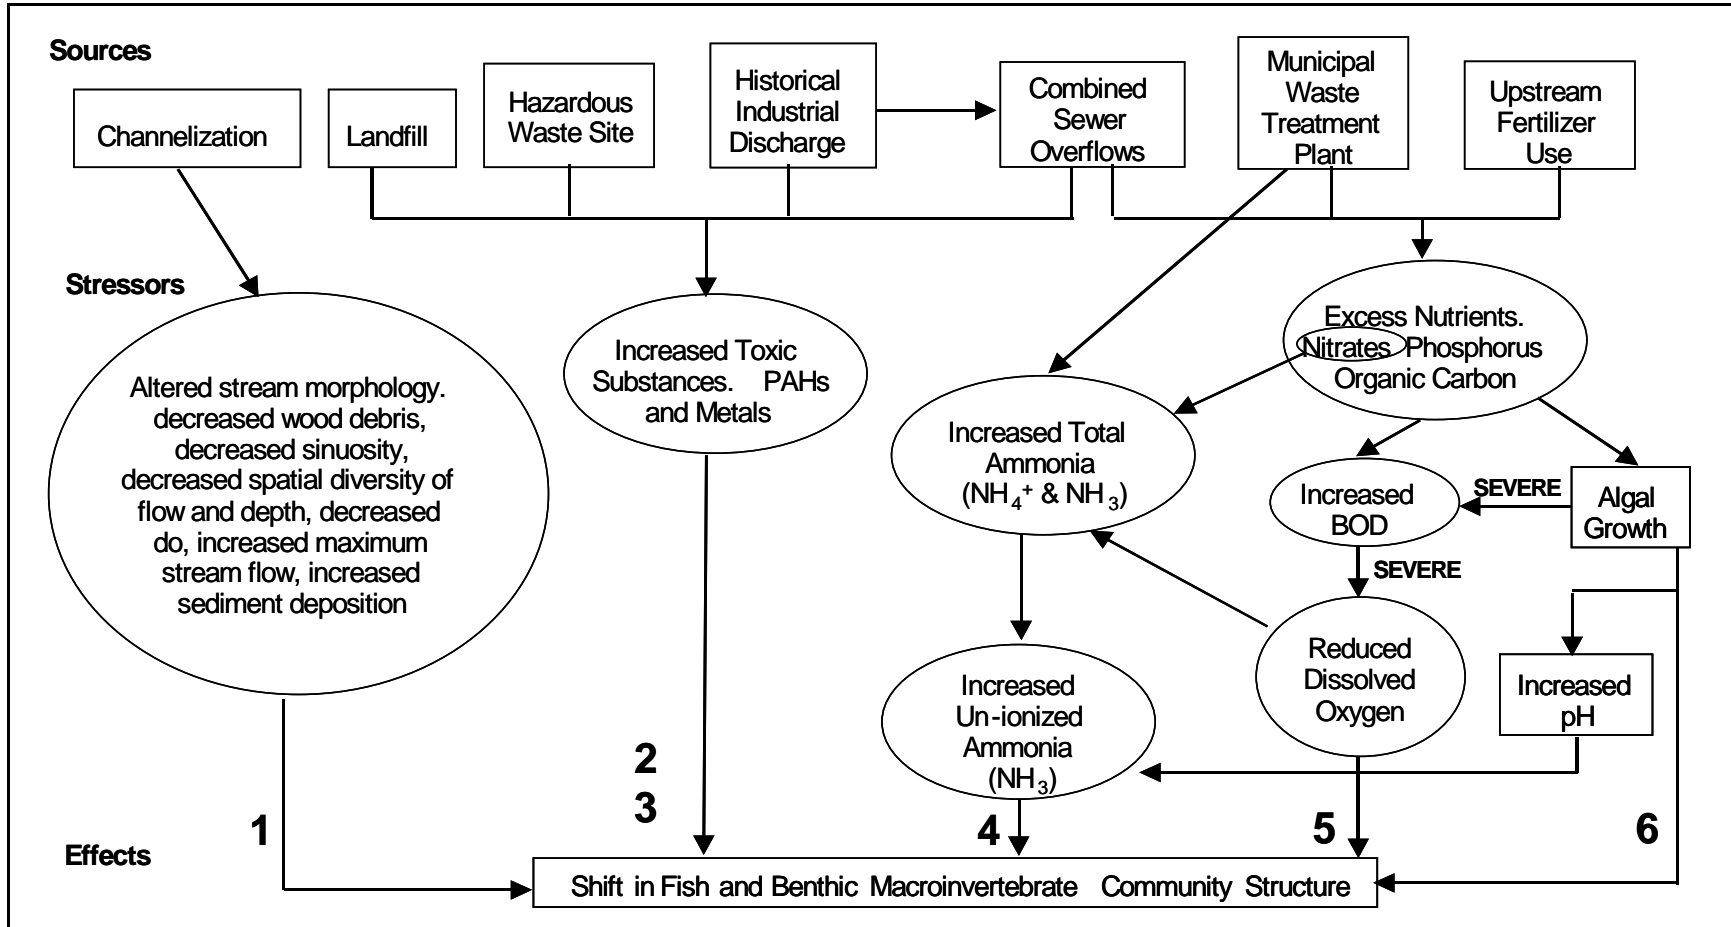 Sources
Channelization
Landfill
Hazardous
Waste Site
Historical
Industrial
Discharge
Combined
Sewer
Overflows
Municipal
Waste
Treatment
Plant
Upstream
Fertilizer
Use
Stressors
Altered stream morphology.
decreased wood debris,
decreased sinuosity,
decreased spatial diversity of
flow and depth, decreased
do, increased maximum
stream flow, increased
sediment deposition
Increased Toxic
Substances. PAHs
and Metals
Increased Total
Ammonia
(NH4+ & NH3)
Excess Nutrients.
Nitrates Phosphorus
Organic Carbon
Increased
BOD
SEVERE
Algal
Growth
SEVERE
Increased
Un-ionized
Ammonia
(NH3)
Reduced
Dissolved
Oxygen
Increased
pH
Effects
1
2
3
4
5
6
Shift in Fish and Benthic Macroinvertebrate Community Structure